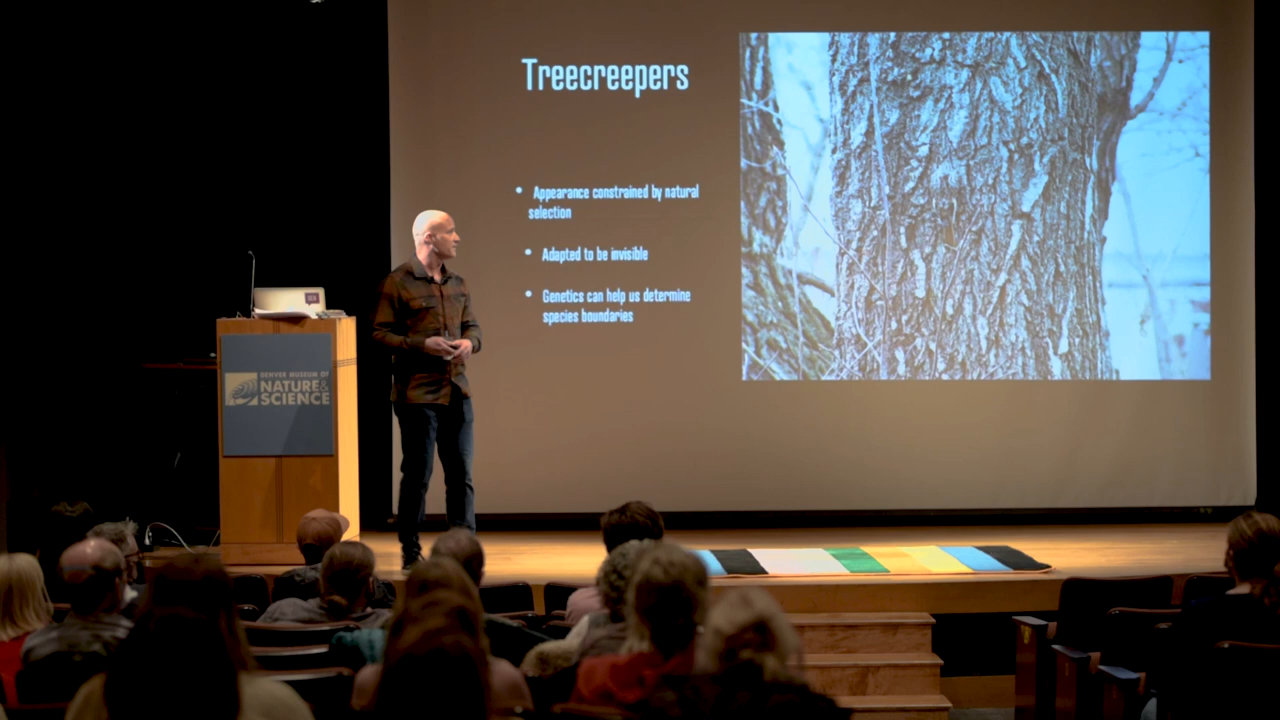 Treecreepers
• Appearance constrained by natural
selection
• Adapted to be invisible
• Genetics can help us determine
species boundaries
DENVER MUSEUM OF
NATURE &
SCIENCE